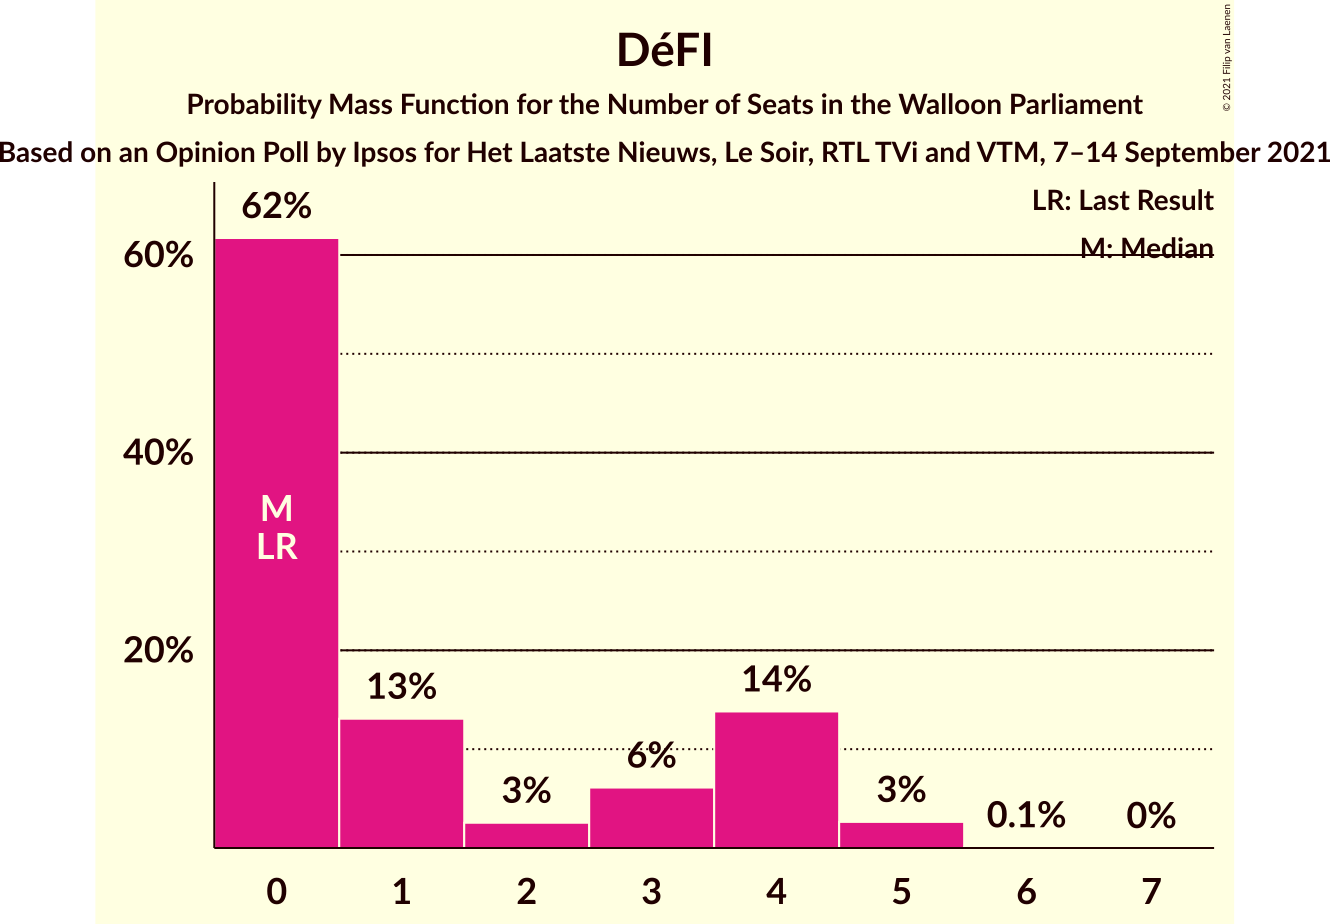 DéFI
Probability Mass Function for the Number of Seats in the Walloon Parliament
Based on an Opinion Poll by Ipsos for Het Laatste Nieuws, Le Soir, RTL TVi and VTM, 7–14 September 2021
© 2021 Filip van Laenen
LR: Last Result
M: Median
62%
60%
40%
20%
M
LR
13%
3%
6%
14%
3%
0.1%
0%
0 1 2 3 4 5 6 7